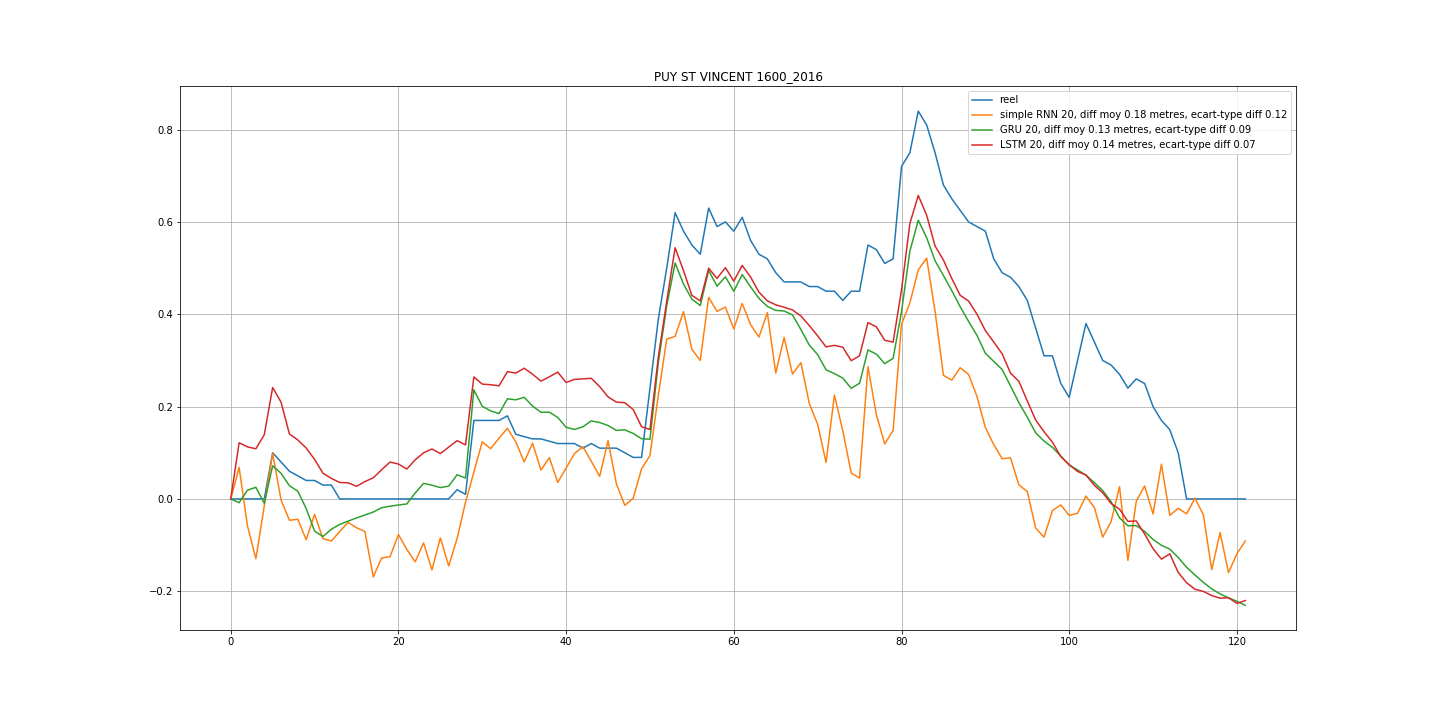 PUY ST VINCENT 1600_2016
reel
simple RNN 20, diff moy 0.18 metres, ecart-type diff 0.12
GRU 20, diff moy 0.13 metres, ecart-type diff 0.09
LSTM 20, diff moy 0.14 metres, ecart-type diff 0.07
0.8
0.6
0.4
0.2
0.0
−0.2
0 20 40 60 80 100 120